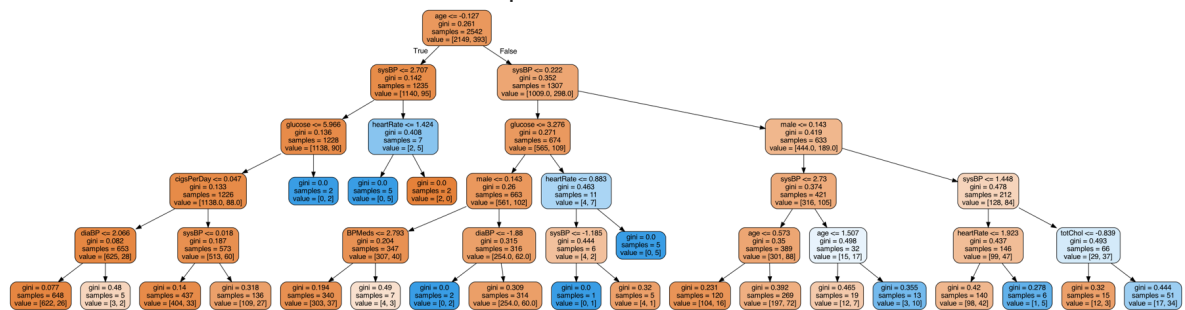 age <= -0.127
gini = 0.261
samples = 2542
value = [2149, 393]
True
False
sysBP <= 2.707
gini = 0.142
samples = 1235
value = [1140, 95]
sysBP <= 0.222
gini = 0.352
samples = 1307
value = [1009.0, 298.0]
glucose <= 5.966
gini = 0.136
samples = 1228
value = [1138, 90]
heartRate <= 1.424
gini = 0.408
samples = 7
value = [2, 5]
glucose <= 3.276
gini = 0.271
samples = 674
value = [565, 109]
male <= 0.143
gini = 0.419
samples = 633
value = [444.0, 189.0]
cigsPerDay <= 0.047
gini = 0.133
samples = 1226
value = [1138.0, 88.0]
gini = 0.0
samples = 2
value = [0, 2]
gini = 0.0
samples = 5
value = [0, 5]
gini = 0.0
samples = 2
value = [2, 0]
male <= 0.143
gini = 0.26
samples = 663
value = [561, 102]
heartRate <= 0.883
gini = 0.463
samples = 11
value = [4, 7]
sysBP <= 2.73
gini = 0.374
samples = 421
value = [316, 105]
sysBP <= 1.448
gini = 0.478
samples = 212
value = [128, 84]
diaBP <= 2.066
gini = 0.082
samples = 653
value = [625, 28]
sysBP <= 0.018
gini = 0.187
samples = 573
value = [513, 60]
BPMeds <= 2.793
gini = 0.204
samples = 347
value = [307, 40]
diaBP <= -1.88
gini = 0.315
samples = 316
value = [254.0, 62.0]
sysBP <= -1.185
gini = 0.444
samples = 6
value = [4, 2]
gini = 0.0
samples = 5
value = [0, 5]
age <= 0.573
gini = 0.35
samples = 389
value = [301, 88]
age <= 1.507
gini = 0.498
samples = 32
value = [15, 17]
heartRate <= 1.923
gini = 0.437
samples = 146
value = [99, 47]
totChol <= -0.839
gini = 0.493
samples = 66
value = [29, 37]
gini = 0.077
samples = 648
value = [622, 26]
gini = 0.48
samples = 5
value = [3, 2]
gini = 0.14
samples = 437
value = [404, 33]
gini = 0.318
samples = 136
value = [109, 27]
gini = 0.194
samples = 340
value = [303, 37]
gini = 0.49
samples = 7
value = [4, 3]
gini = 0.0
samples = 2
value = [0, 2]
gini = 0.309
samples = 314
value = [254.0, 60.0]
gini = 0.0
samples = 1
value = [0, 1]
gini = 0.32
samples = 5
value = [4, 1]
gini = 0.231
samples = 120
value = [104, 16]
gini = 0.392
samples = 269
value = [197, 72]
gini = 0.465
samples = 19
value = [12, 7]
gini = 0.355
samples = 13
value = [3, 10]
gini = 0.42
samples = 140
value = [98, 42]
gini = 0.278
samples = 6
value = [1, 5]
gini = 0.32
samples = 15
value = [12, 3]
gini = 0.444
samples = 51
value = [17, 34]